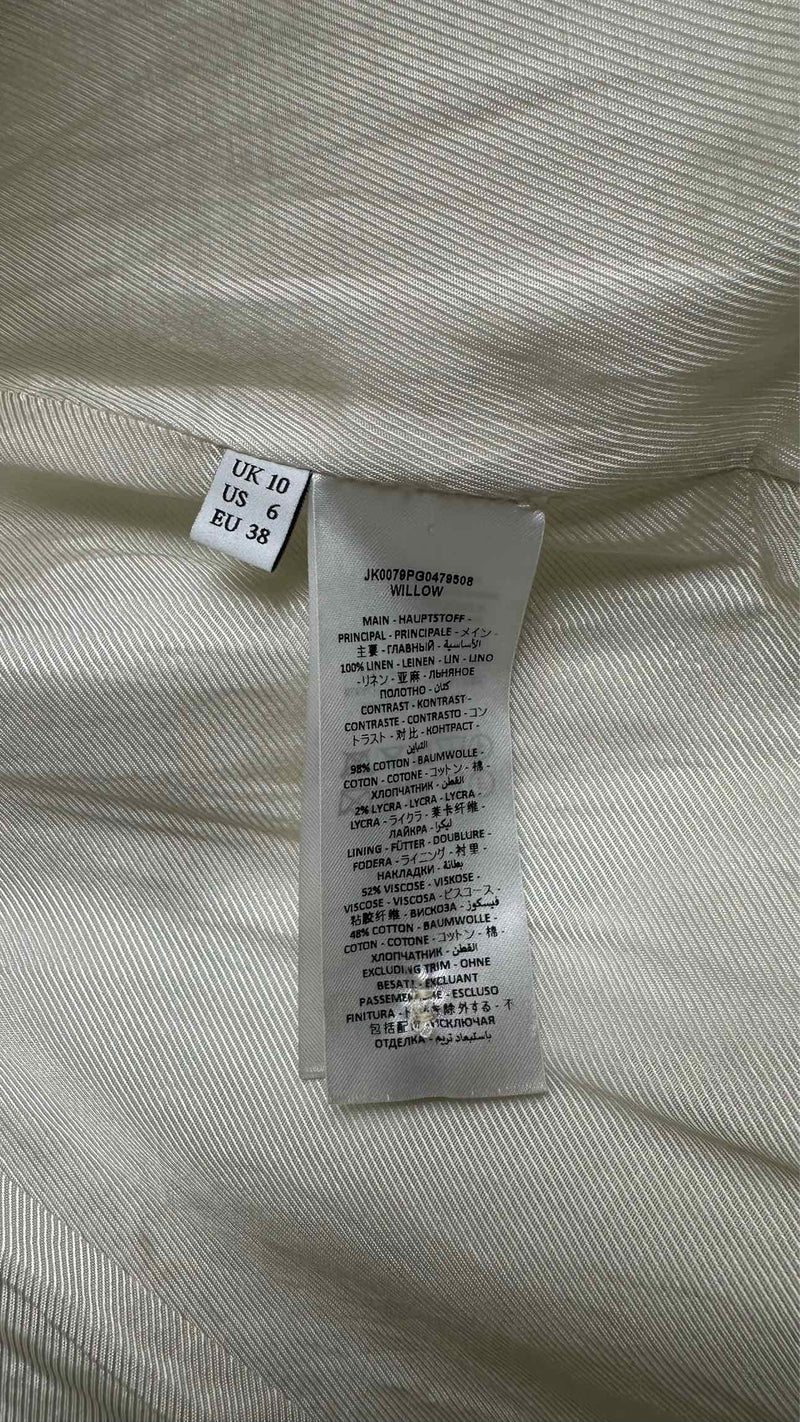 UK 10
US 6
EU 38
JK0079PG0479508
WILLOW
MAIN - HAUPTSTOFF -
PRINCIPAL - PRINCIPALE - メイン -
主要 - ГЛАВНЫЙ - الأساسية
100% LINEN - LEINEN - LIN - LINO
- リネン - 亚麻 - ЛЬНЯНОЕ
ПОЛОТНО - كتان
CONTRAST - KONTRAST -
CONTRASTE - CONTRASTO - コン
トラスト - 对比 - КОНТРАСТ -
التباين
98% COTTON - BAUMWOLLE -
COTON - COTONE - コットン - 棉 -
ХЛОПЧАТНИК - القطن
2% LYCRA - LYCRA - LYCRA -
LYCRA - ライクラ - 莱卡纤维 -
ЛАЙКРА - ليكرا
LINING - FÜTTER - DOUBLURE -
FODERA - ライニング - 衬里 -
НАКЛАДКИ - بطانة
52% VISCOSE - VISKOSE -
VISCOSE - VISCOSA - ビスコース -
粘胶纤维 - ВИСКОЗА - فيسكوز
48% COTTON - BAUMWOLLE -
COTON - COTONE - コットン - 棉 -
ХЛОПЧАТНИК - القطن
EXCLUDING TRIM - OHNE
EXCLUANT
- ESCLUSO
FINITURA - を除外する - 不
包括 ИСКЛЮЧАЯ
ОТДЕЛКА - باستبعاد تريم